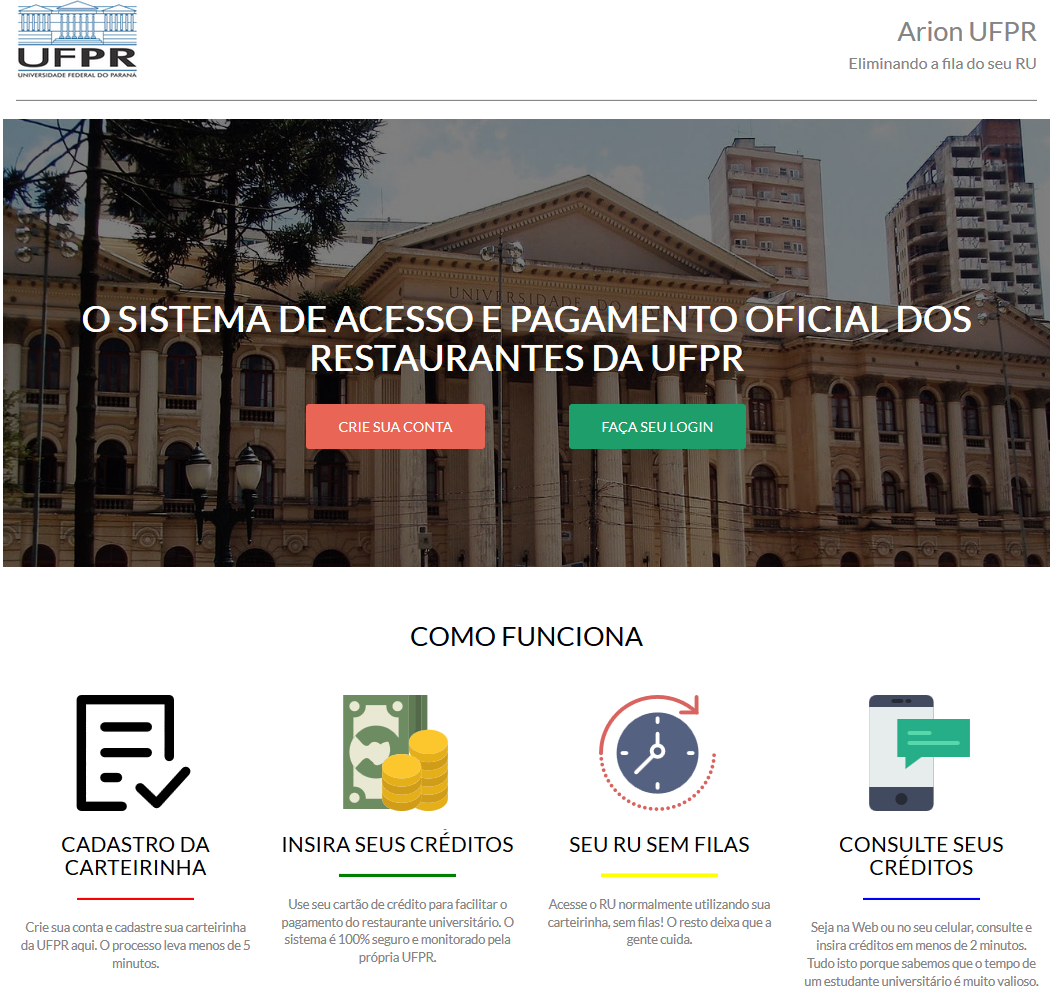 UFPR
UNIVERSIDADE FEDERAL DO PARANÁ
Arion UFPR
Eliminando a fila do seu RU
UNIVERSIDADE DO
O SISTEMA DE ACESSO E PAGAMENTO OFICIAL DOS
RESTAURANTES DA UFPR
CRIE SUA CONTA
FAÇA SEU LOGIN
COMO FUNCIONA
CADASTRO DA
CARTEIRINHA
Crie sua conta e cadastre sua carteirinha
da UFPR aqui. O processo leva menos de 5
minutos.
INSIRA SEUS CRÉDITOS
Use seu cartão de crédito para facilitar o
pagamento do restaurante universitário. O
sistema é 100% seguro e monitorado pela
própria UFPR.
SEU RU SEM FILAS
Acesse o RU normalmente utilizando sua
carteirinha, sem filas! O resto deixa que a
gente cuida.
CONSULTE SEUS
CRÉDITOS
Seja na Web ou no seu celular, consulte e
insira créditos em menos de 2 minutos.
Tudo isto porque sabemos que o tempo de
um estudante universitário é muito valioso.